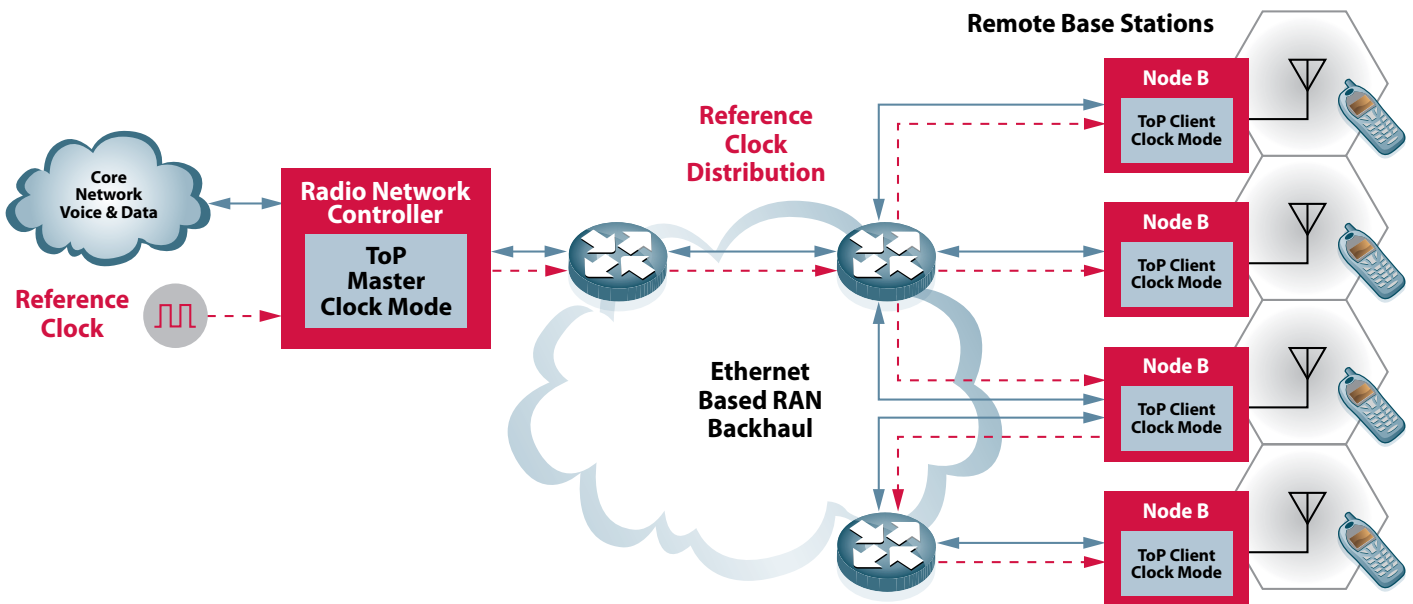 Remote Base Stations
Node B
ToP Client
Clock Mode
Reference
Clock
Distribution
Core
Network
Voice & Data
Radio Network
Controller
ToP
Master
Clock Mode
Node B
ToP Client
Clock Mode
Reference
Clock
Ethernet
Based RAN
Backhaul
Node B
ToP Client
Clock Mode
Node B
ToP Client
Clock Mode